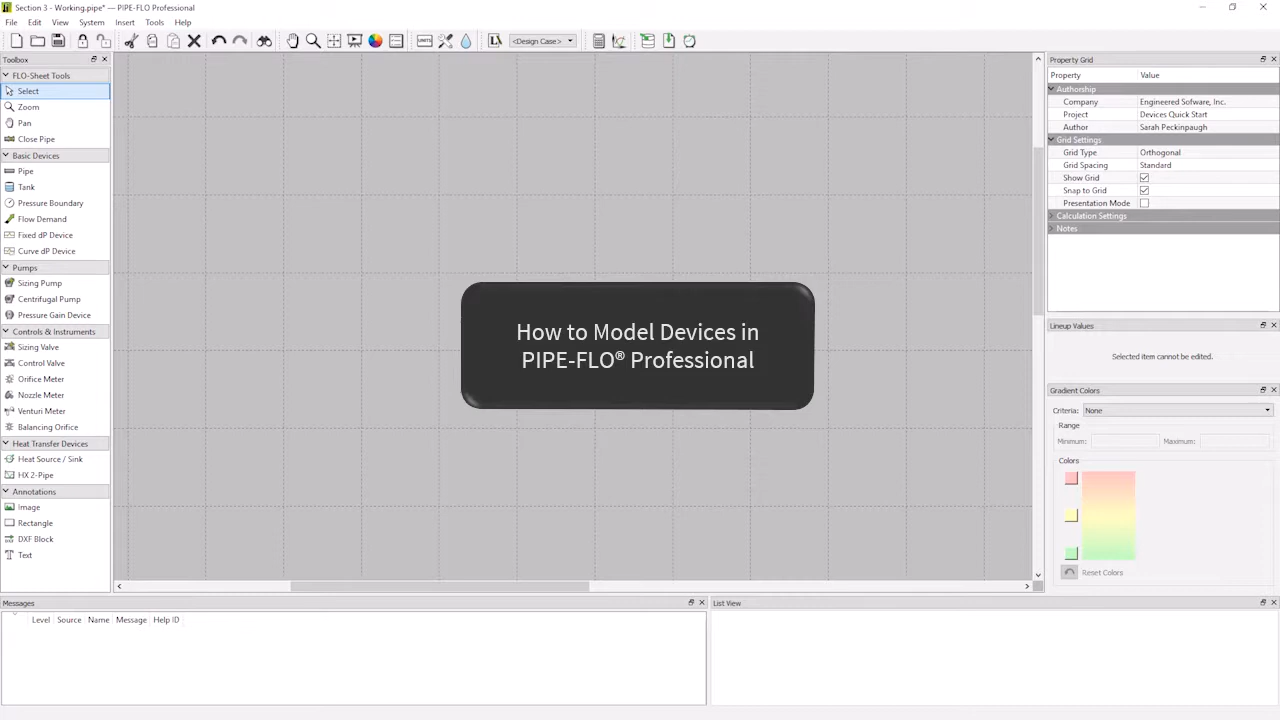 Section 3 - Working.pipe* — PIPE-FLO Professional
File Edit View System Insert Tools Help
<Design Case>
Toolbox
FLO-Sheet Tools
Select
Zoom
Pan
Close Pipe
Basic Devices
Pipe
Tank
Pressure Boundary
Flow Demand
Fixed dP Device
Curve dP Device
Pumps
Sizing Pump
Centrifugal Pump
Pressure Gain Device
Controls & Instruments
Sizing Valve
Control Valve
Orifice Meter
Nozzle Meter
Venturi Meter
Balancing Orifice
Heat Transfer Devices
Heat Source / Sink
HX 2-Pipe
Annotations
Image
Rectangle
DXF Block
Text
How to Model Devices in
PIPE-FLO® Professional
Property Grid
Property Value
Authorship
Company Engineered Sofware, Inc.
Project Devices Quick Start
Author Sarah Peckinpaugh
Grid Settings
Grid Type Orthogonal
Grid Spacing Standard
Show Grid
Snap to Grid
Presentation Mode
Calculation Settings
Notes
Lineup Values
Selected item cannot be edited.
Gradient Colors
Criteria: None
Range
Minimum: Maximum:
Colors
Reset Colors
Messages
Level Source Name Message Help ID
List View